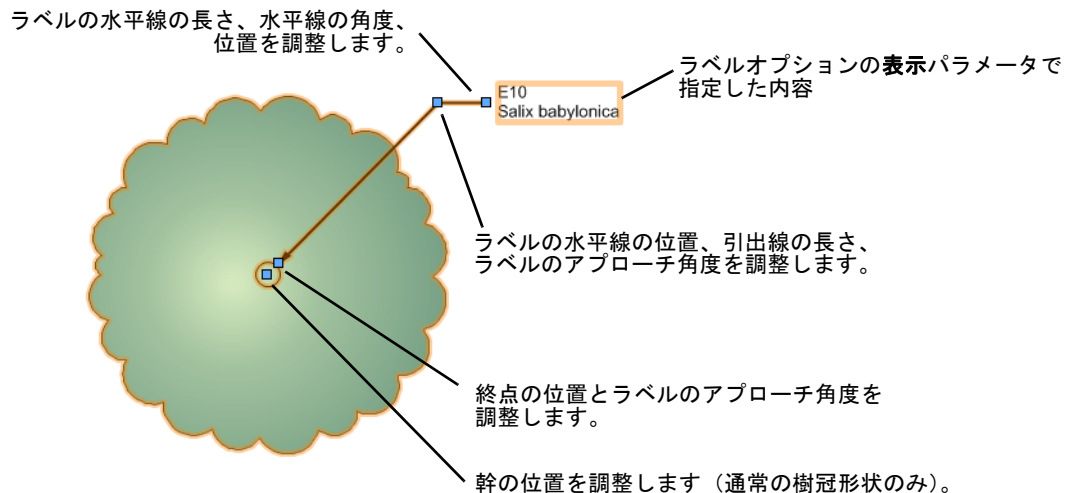 ラベルの水平線の長さ、水平線の角度、
位置を調整します。
ラベルオプションの表示パラメータで
指定した内容
E10
Salix babylonica
ラベルの水平線の位置、引出線の長さ、
ラベルのアプローチ角度を調整します。
終点の位置とラベルのアプローチ角度を
調整します。
幹の位置を調整します（通常の樹冠形状のみ）。